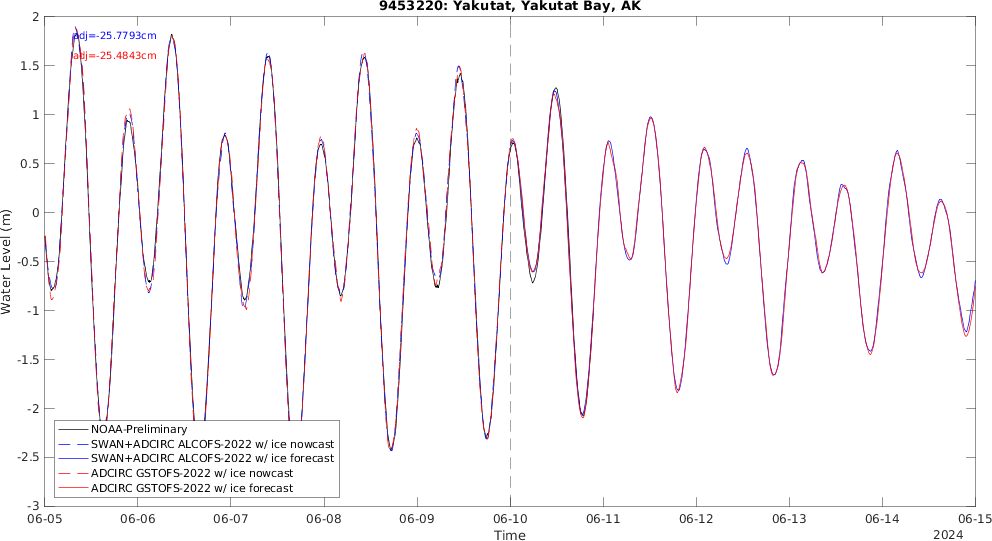 9453220: Yakutat, Yakutat Bay, AK
adj=-25.7793cm
adj=-25.4843cm
Water Level (m)
2
1.5
1
0.5
0
-0.5
-1
-1.5
-2
-2.5
-3
NOAA-Preliminary
SWAN+ADCIRC ALCOFS-2022 w/ ice nowcast
SWAN+ADCIRC ALCOFS-2022 w/ ice forecast
ADCIRC GSTOFS-2022 w/ ice nowcast
ADCIRC GSTOFS-2022 w/ ice forecast
06-05 06-06 06-07 06-08 06-09 06-10 06-11 06-12 06-13 06-14 06-15
Time
2024